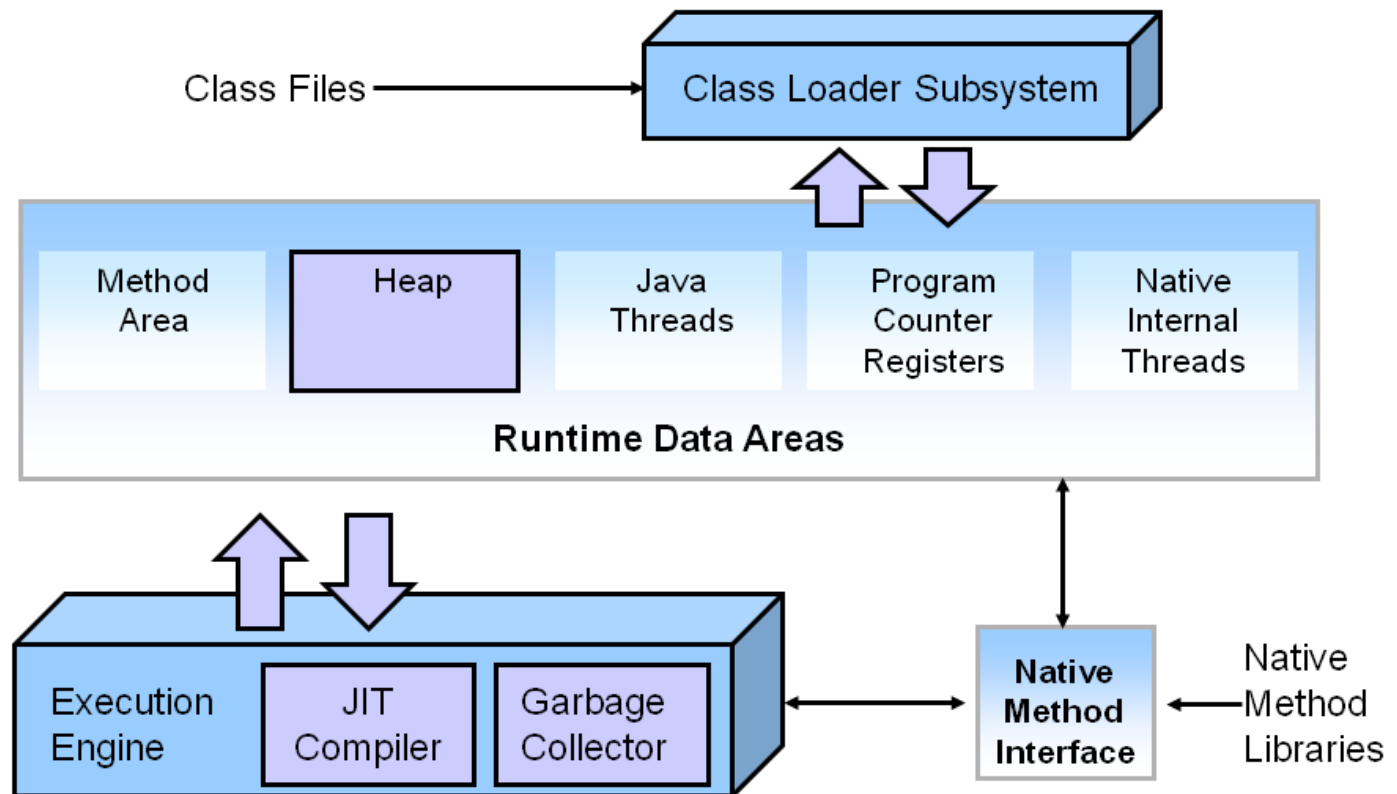 Class Files
Class Loader Subsystem
Method
Area
Heap
Java
Threads
Program
Counter
Registers
Native
Internal
Threads
Runtime Data Areas
Execution
Engine
JIT
Compiler
Garbage
Collector
Native
Method
Interface
Native
Method
Libraries